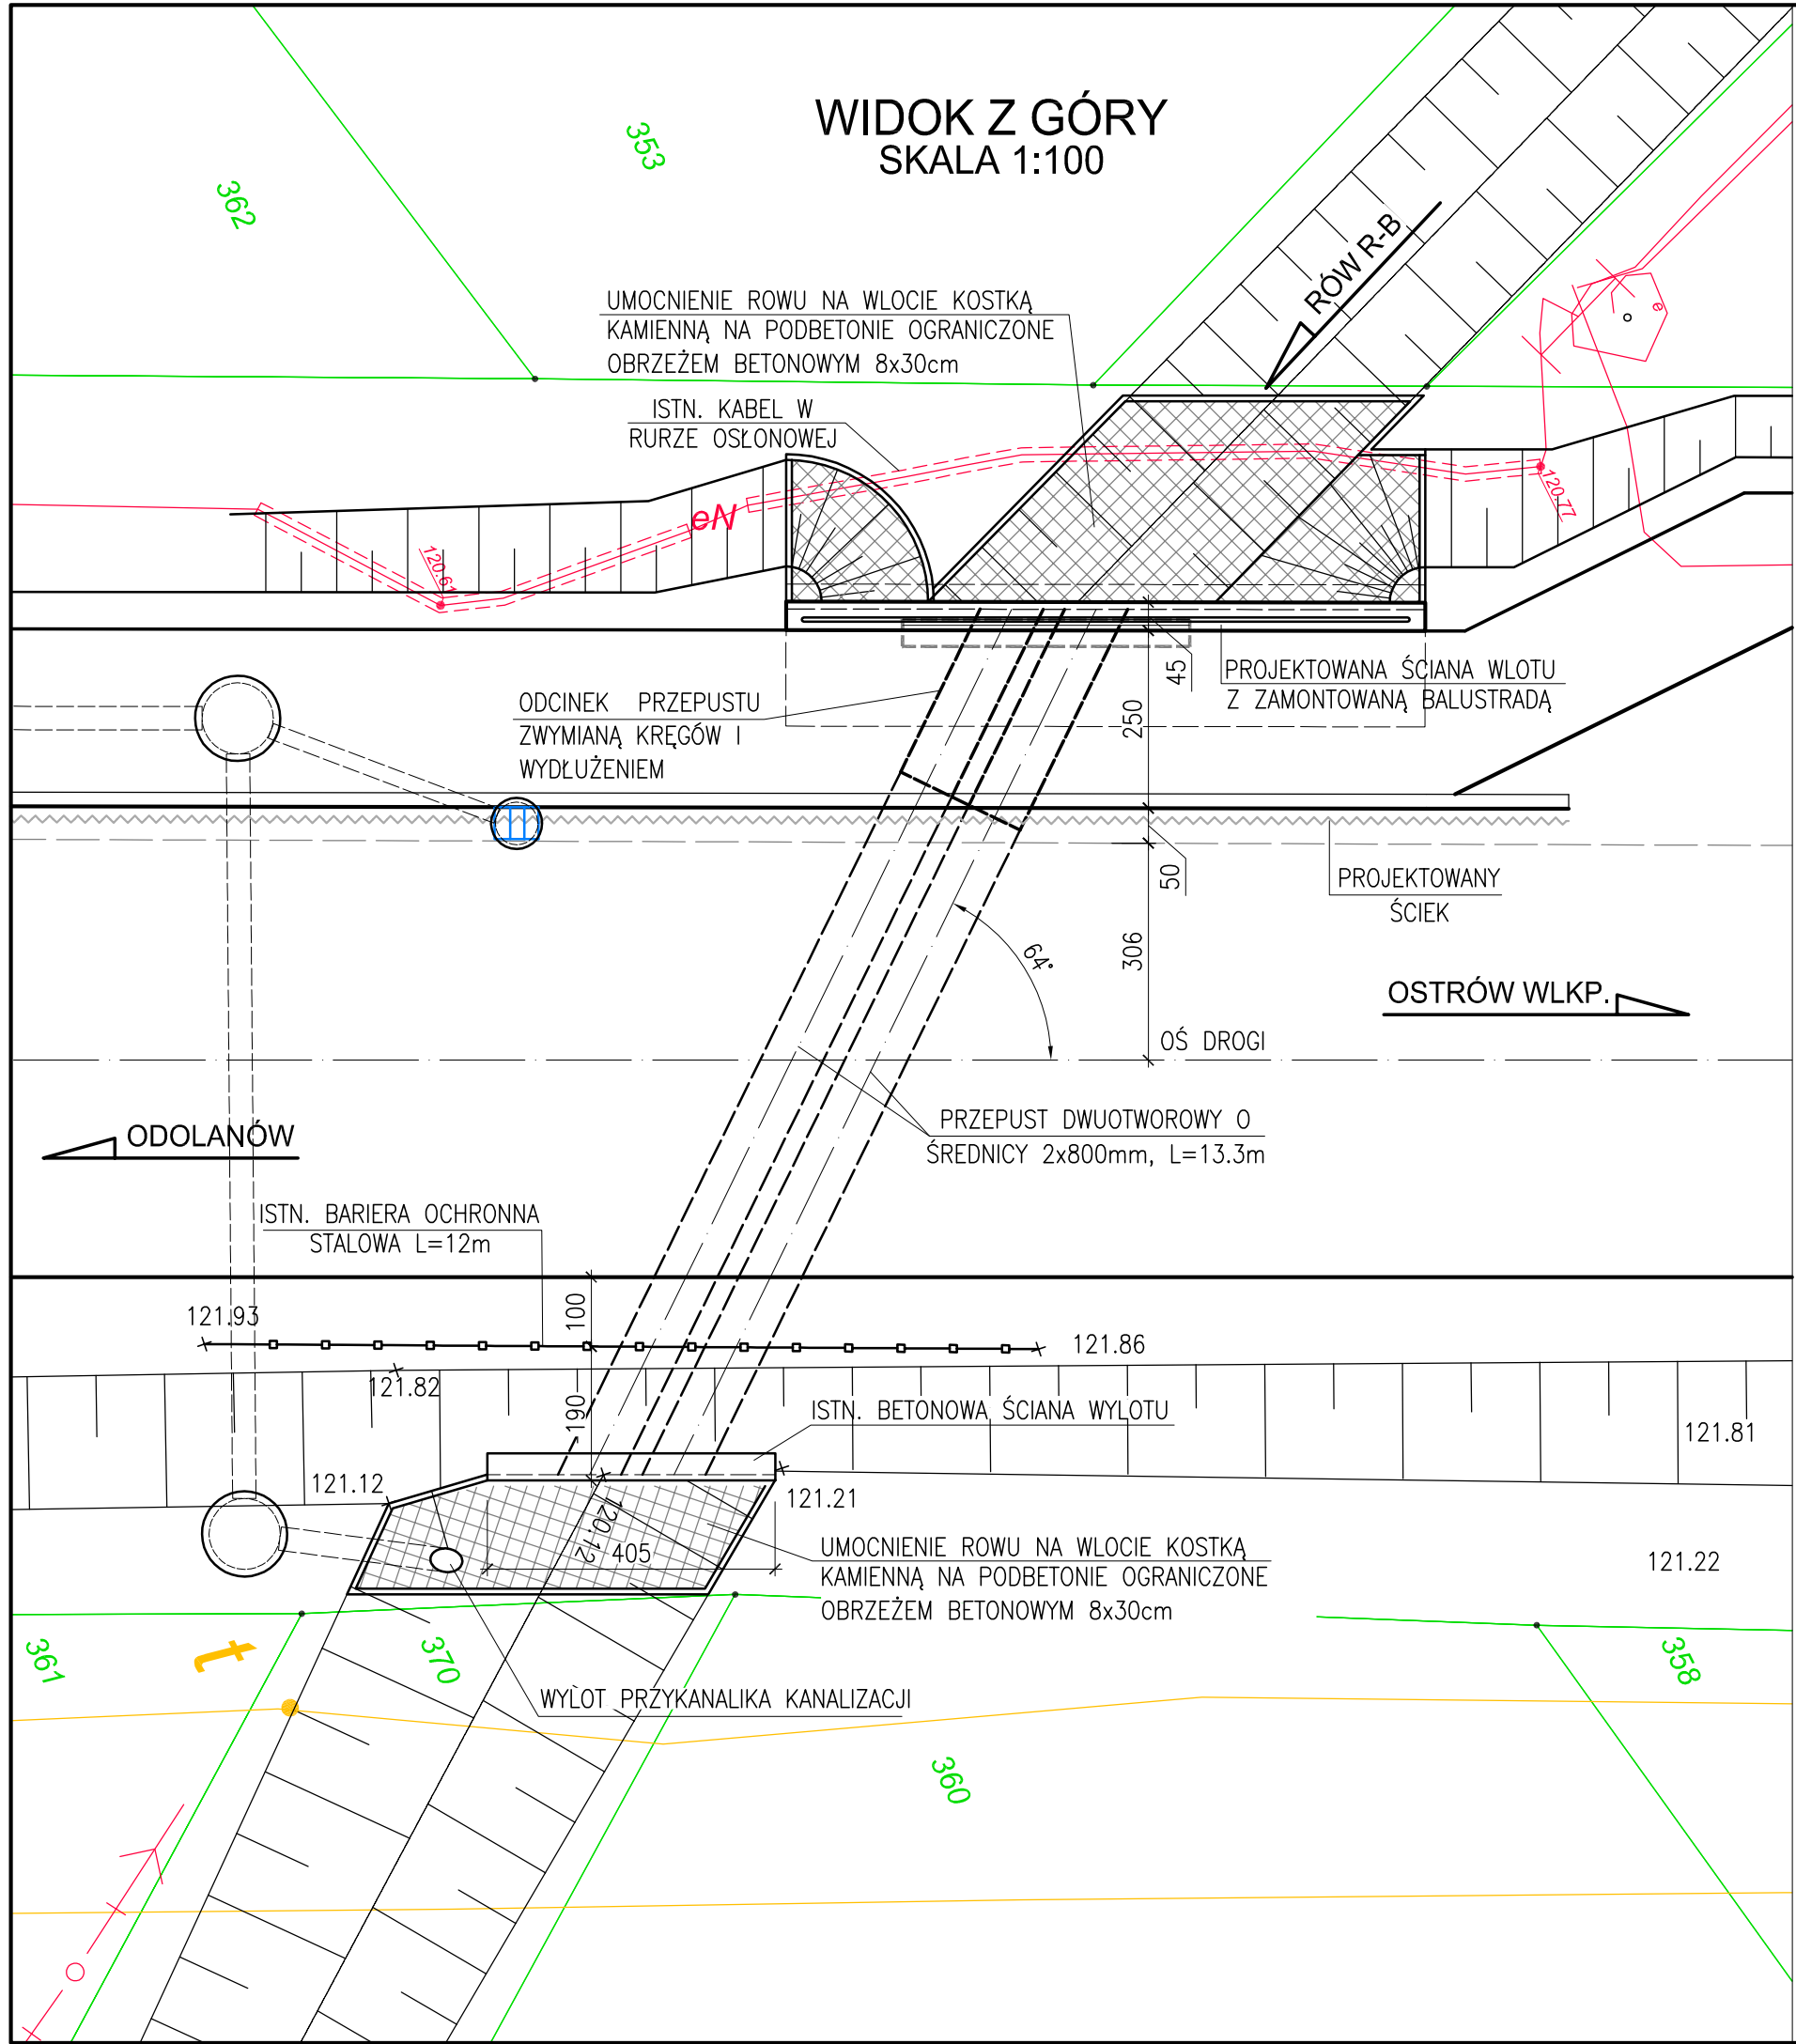 WIDOK Z GÓRY
SKALA 1:100
353
362
RÓW R-B
UMOCNIENIE ROWU NA WLOCIE KOSTKĄ
KAMIENNĄ NA PODBETONIE OGRANICZONE
OBRZEŻEM BETONOWYM 8x30cm
e
ISTN. KABEL W
RURZE OSŁONOWEJ
eN
120.77
120.61
45
PROJEKTOWANA ŚCIANA WLOTU
Z ZAMONTOWANĄ BALUSTRADĄ
ODCINEK PRZEPUSTU
ZWYMIANĄ KRĘGÓW I
WYDŁUŻENIEM
250
50
PROJEKTOWANY
ŚCIEK
306
64°
OSTRÓW WLKP.
OŚ DROGI
ODOLANÓW
PRZEPUST DWUOTWOROWY O
ŚREDNICY 2x800mm, L=13.3m
ISTN. BARIERA OCHRONNA
STALOWA L=12m
100
121.93
121.86
121.82
190
ISTN. BETONOWA ŚCIANA WYLOTU
121.81
121.12
121.21
120.12
405
UMOCNIENIE ROWU NA WLOCIE KOSTKĄ
KAMIENNĄ NA PODBETONIE OGRANICZONE
OBRZEŻEM BETONOWYM 8x30cm
121.22
361
t
370
358
WYLOT PRZYKANALIKA KANALIZACJI
360